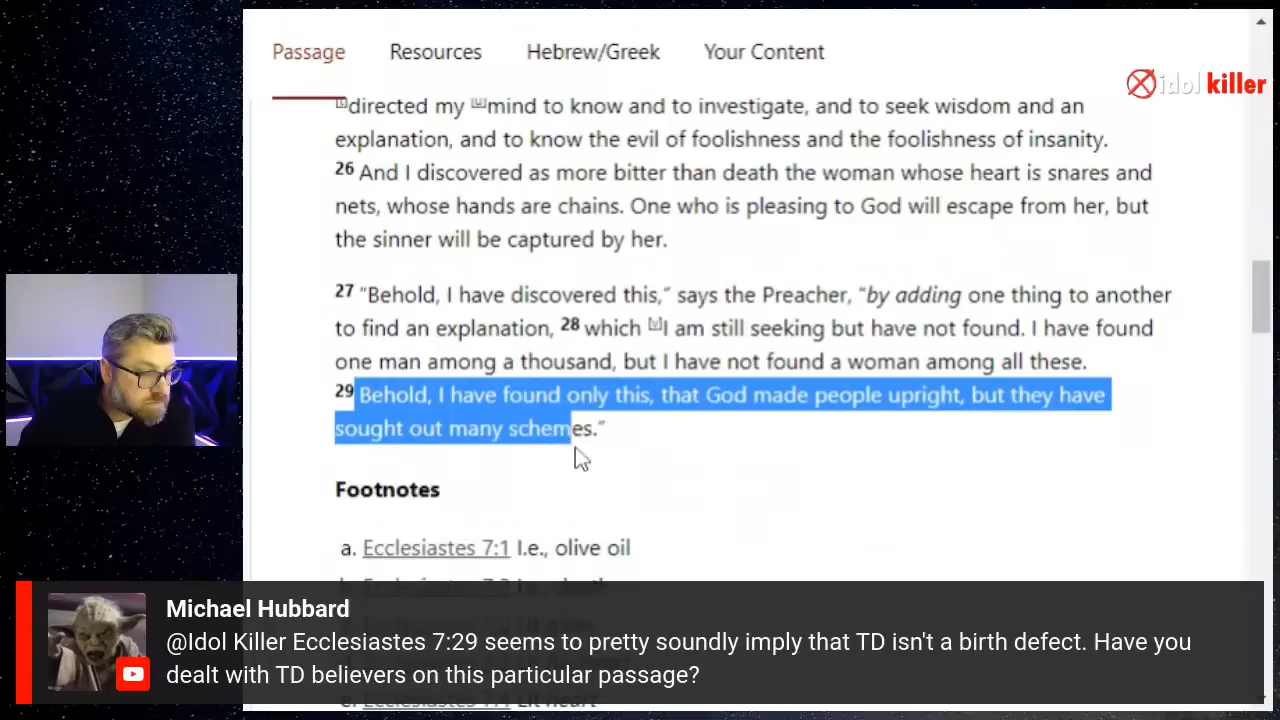 Passage Resources Hebrew/Greek Your Content
idol killer
directed my mind to know and to investigate, and to seek wisdom and an
explanation, and to know the evil of foolishness and the foolishness of insanity.
26 And I discovered as more bitter than death the woman whose heart is snares and
nets, whose hands are chains. One who is pleasing to God will escape from her, but
the sinner will be captured by her.
27 “Behold, I have discovered this,” says the Preacher, “by adding one thing to another
to find an explanation, 28 which I am still seeking but have not found. I have found
one man among a thousand, but I have not found a woman among all these.
29 Behold, I have found only this, that God made people upright, but they have
sought out many schemes.”
Footnotes
a. Ecclesiastes 7:1 I.e., olive oil
Michael Hubbard
@Idol Killer Ecclesiastes 7:29 seems to pretty soundly imply that TD isn't a birth defect. Have you
dealt with TD believers on this particular passage?